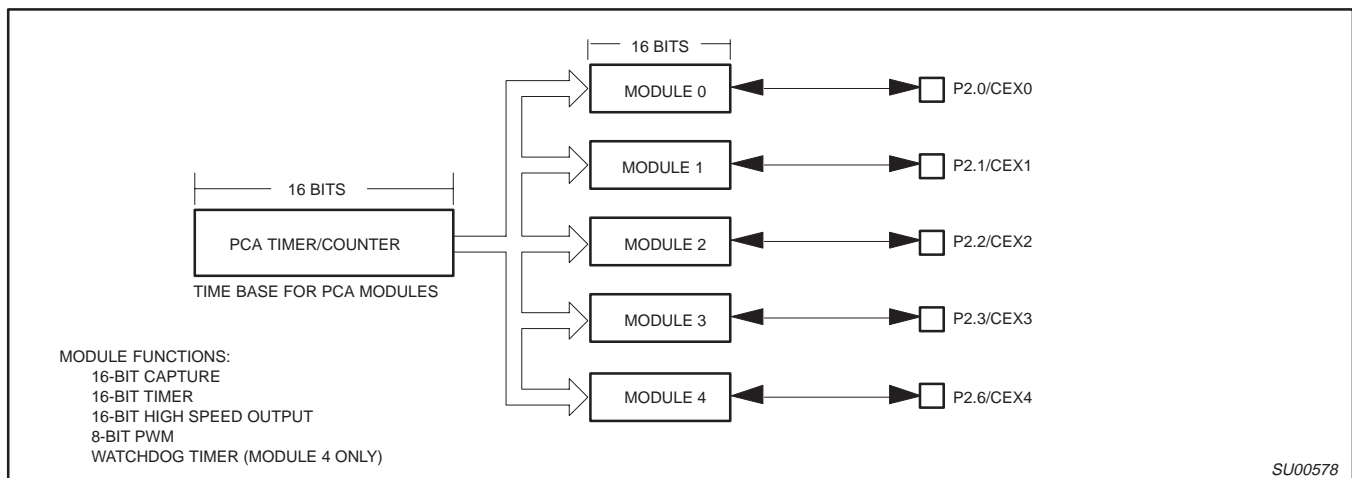 16 BITS
MODULE 0
P2.0/CEX0
MODULE 1
P2.1/CEX1
16 BITS
PCA TIMER/COUNTER
MODULE 2
P2.2/CEX2
TIME BASE FOR PCA MODULES
MODULE 3
P2.3/CEX3
MODULE FUNCTIONS:
16-BIT CAPTURE
16-BIT TIMER
16-BIT HIGH SPEED OUTPUT
8-BIT PWM
WATCHDOG TIMER (MODULE 4 ONLY)
MODULE 4
P2.6/CEX4
SU00578